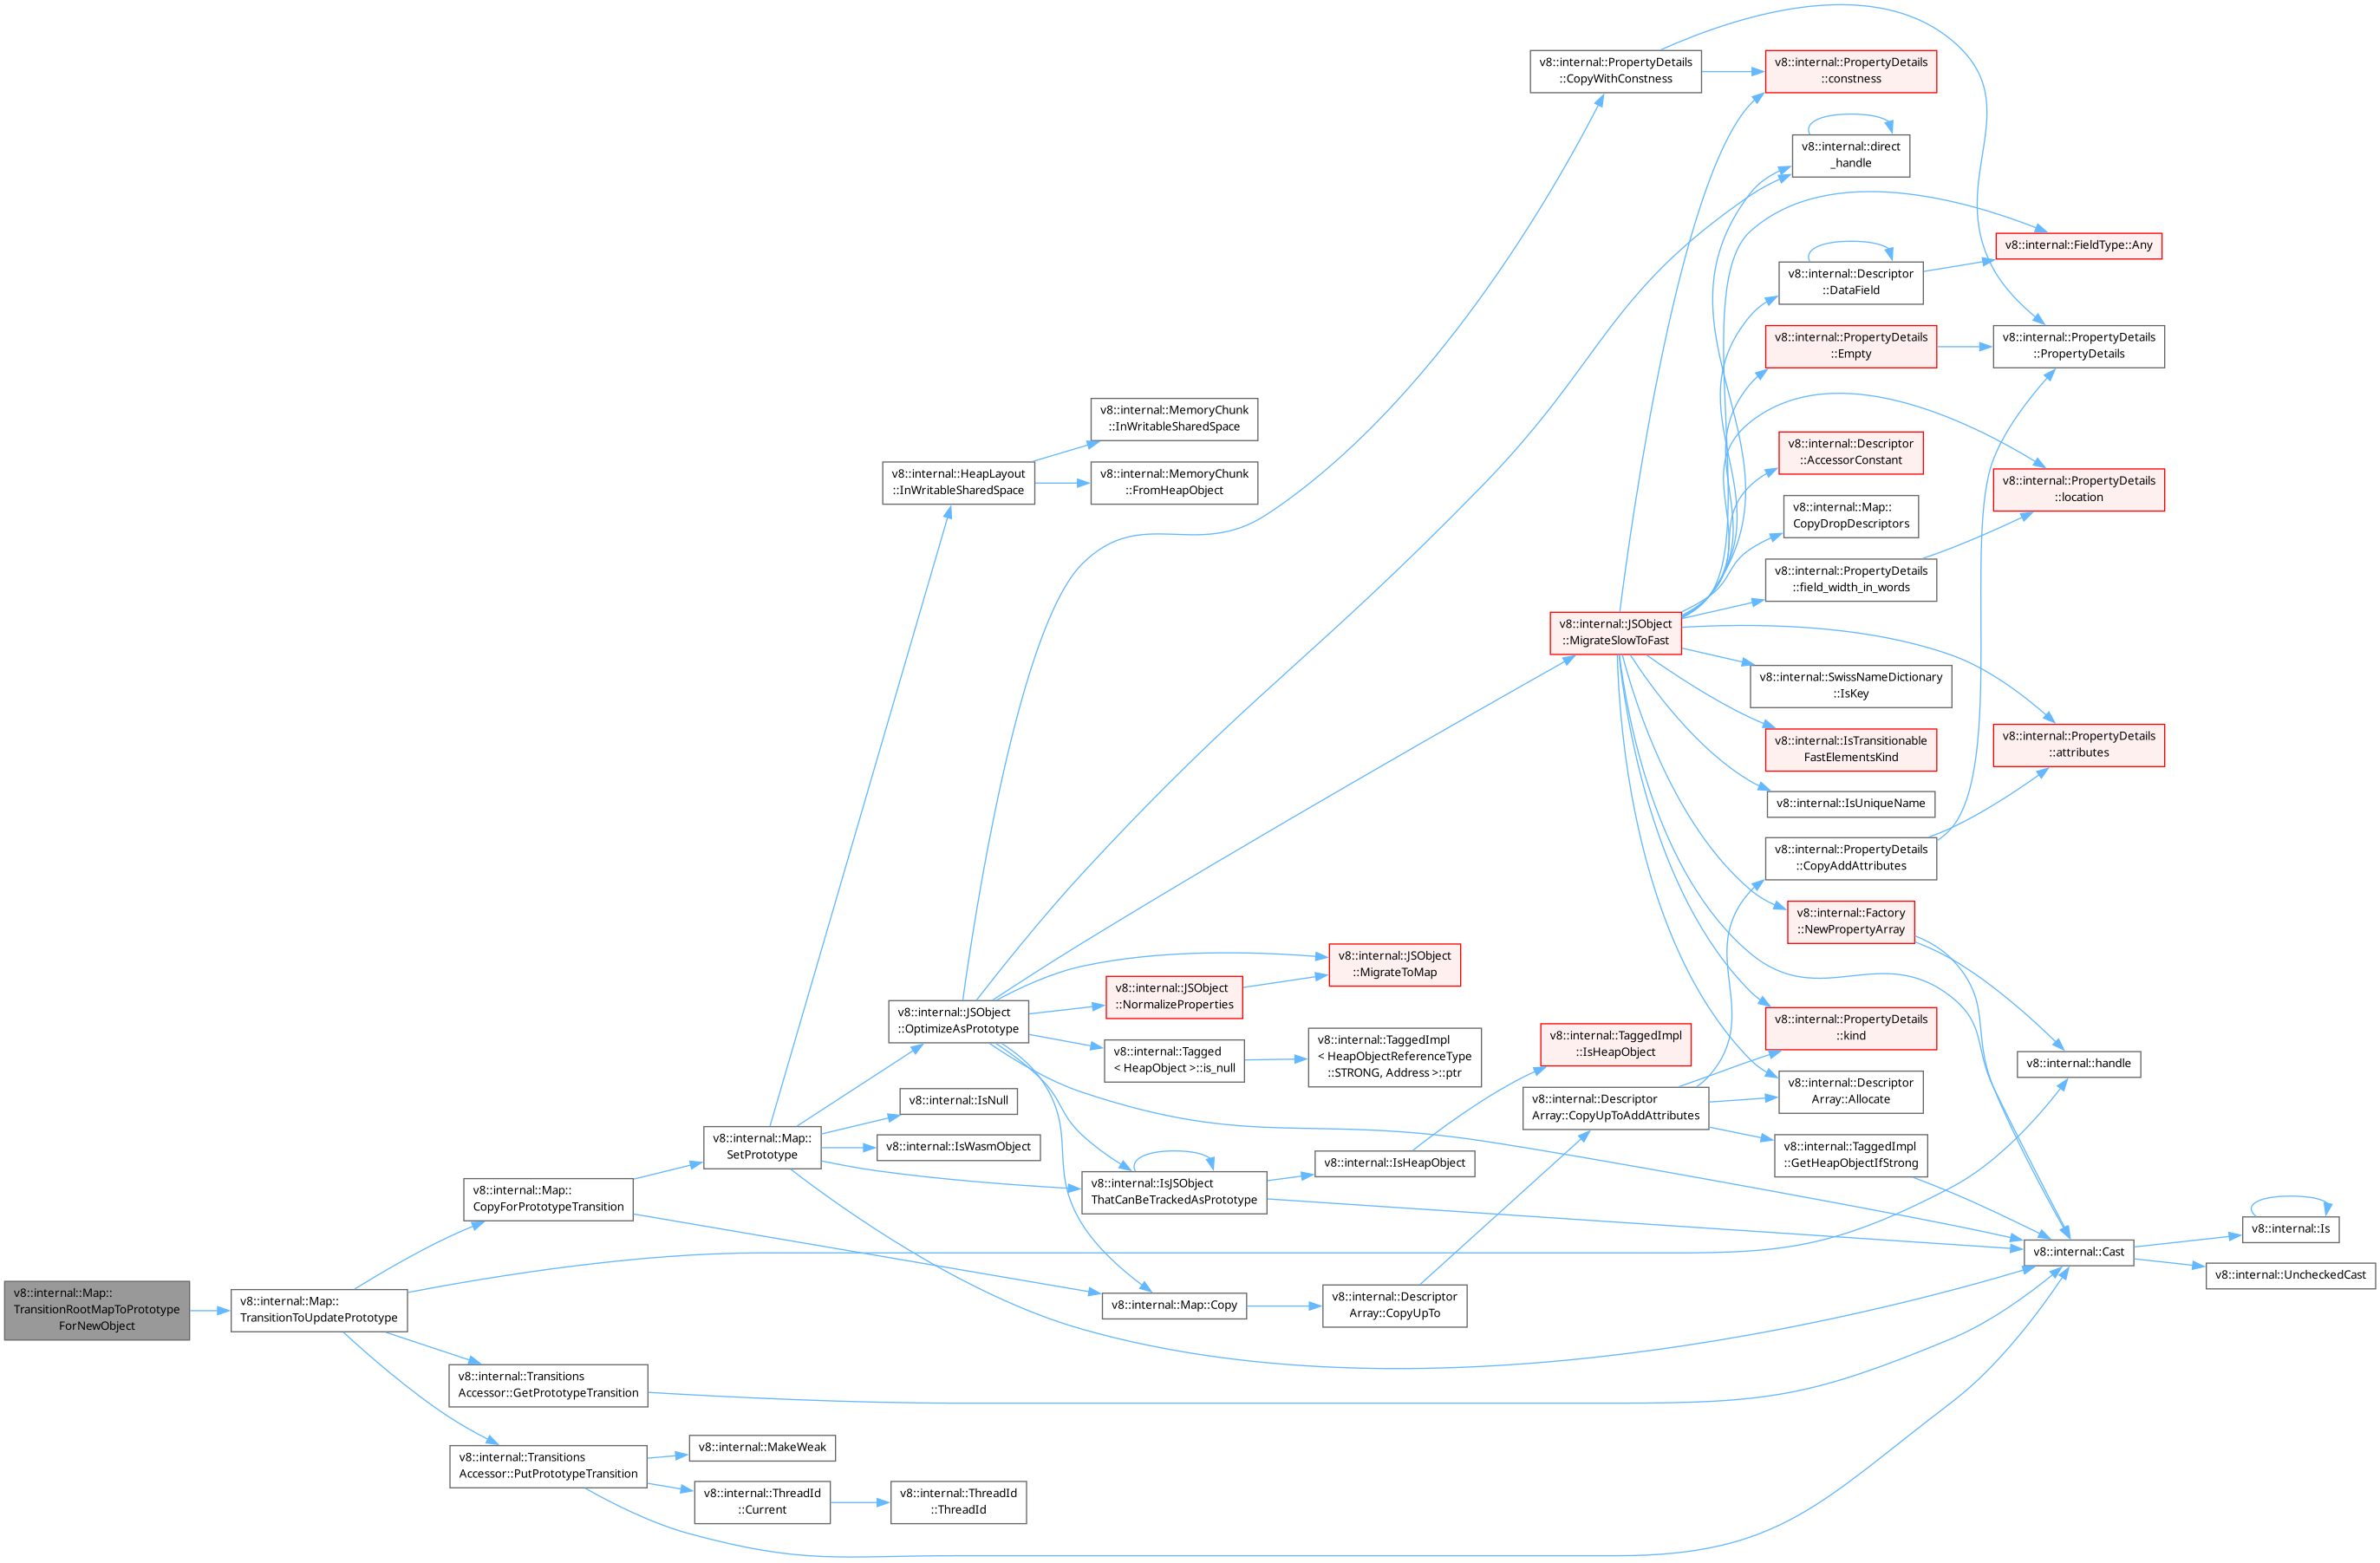 v8::internal::Map::
TransitionRootMapToPrototype
ForNewObject
v8::internal::Map::
TransitionToUpdatePrototype
v8::internal::Map::
CopyForPrototypeTransition
v8::internal::Transitions
Accessor::GetPrototypeTransition
v8::internal::Transitions
Accessor::PutPrototypeTransition
v8::internal::Map::
SetPrototype
v8::internal::MakeWeak
v8::internal::ThreadId
::Current
v8::internal::HeapLayout
::InWritableSharedSpace
v8::internal::JSObject
::OptimizeAsPrototype
v8::internal::IsNull
v8::internal::IsWasmObject
v8::internal::ThreadId
::ThreadId
v8::internal::MemoryChunk
::InWritableSharedSpace
v8::internal::MemoryChunk
::FromHeapObject
v8::internal::JSObject
::NormalizeProperties
v8::internal::Tagged
< HeapObject >::is_null
v8::internal::IsJSObject
ThatCanBeTrackedAsPrototype
v8::internal::Map::Copy
v8::internal::JSObject
::MigrateToMap
v8::internal::TaggedImpl
< HeapObjectReferenceType
::STRONG, Address >::ptr
v8::internal::IsHeapObject
v8::internal::Descriptor
Array::CopyUpTo
v8::internal::PropertyDetails
::CopyWithConstness
v8::internal::JSObject
::MigrateSlowToFast
v8::internal::TaggedImpl
::IsHeapObject
v8::internal::Descriptor
Array::CopyUpToAddAttributes
v8::internal::PropertyDetails
::constness
v8::internal::direct
_handle
v8::internal::Descriptor
::DataField
v8::internal::PropertyDetails
::Empty
v8::internal::Descriptor
::AccessorConstant
v8::internal::Map::
CopyDropDescriptors
v8::internal::PropertyDetails
::field_width_in_words
v8::internal::SwissNameDictionary
::IsKey
v8::internal::IsTransitionable
FastElementsKind
v8::internal::IsUniqueName
v8::internal::PropertyDetails
::CopyAddAttributes
v8::internal::Factory
::NewPropertyArray
v8::internal::PropertyDetails
::kind
v8::internal::Descriptor
Array::Allocate
v8::internal::TaggedImpl
::GetHeapObjectIfStrong
v8::internal::FieldType::Any
v8::internal::PropertyDetails
::PropertyDetails
v8::internal::PropertyDetails
::location
v8::internal::PropertyDetails
::attributes
v8::internal::handle
v8::internal::Cast
v8::internal::Is
v8::internal::UncheckedCast